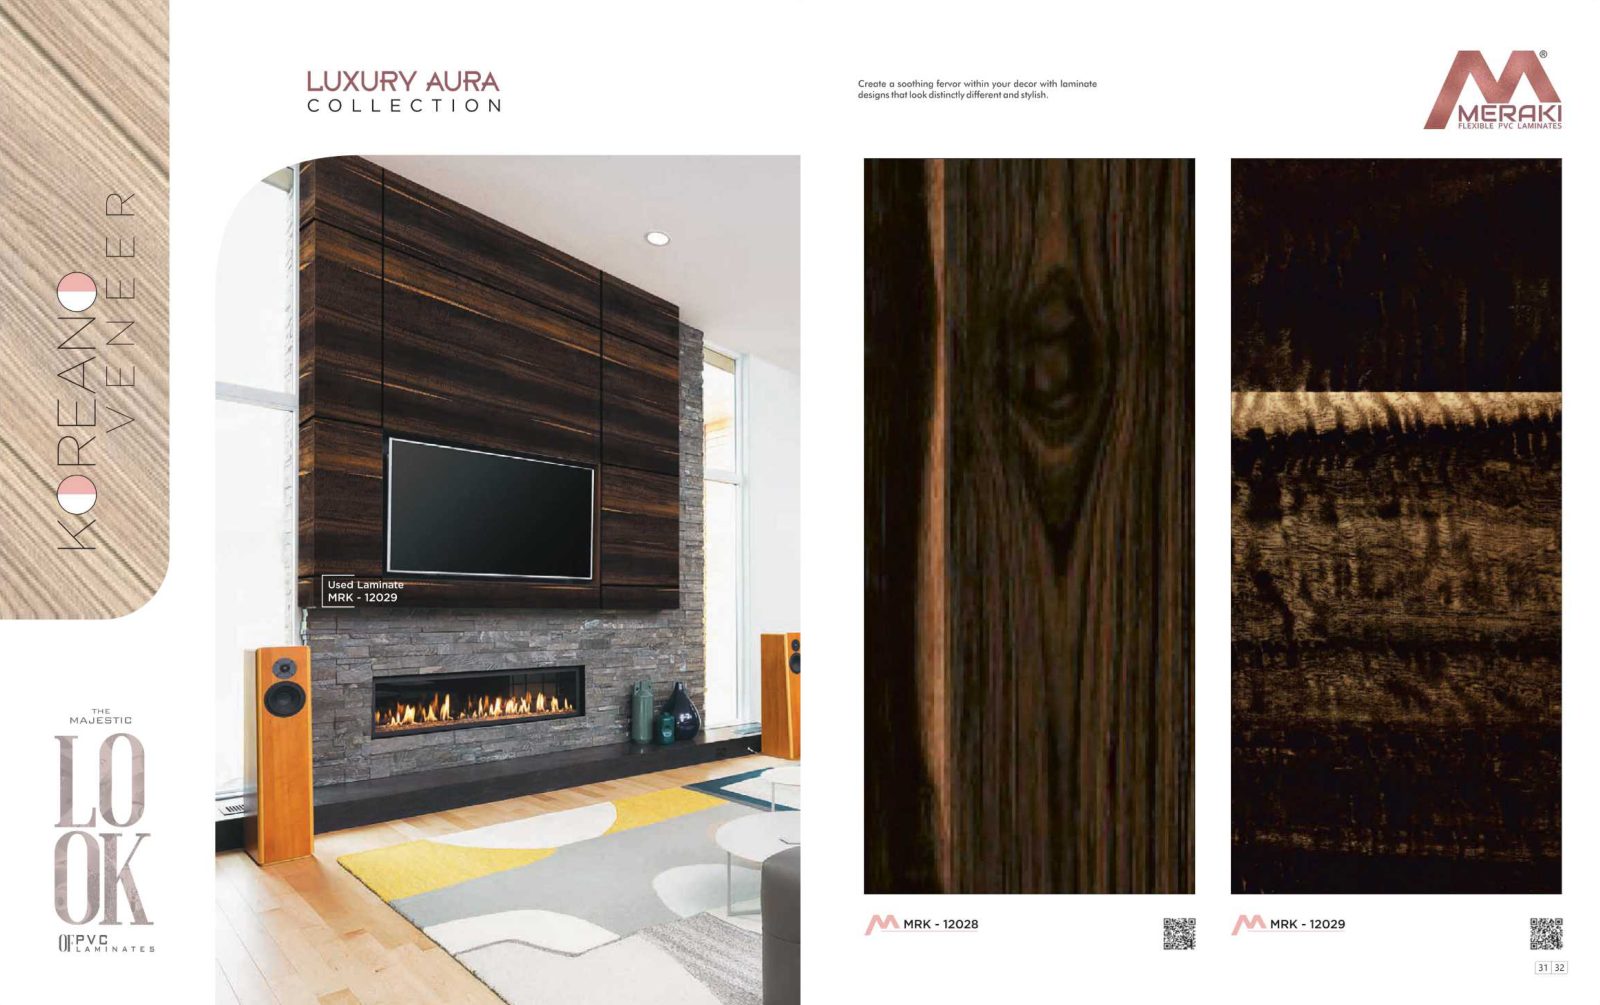 KOREANO
VENEER
THE
MAJESTIC
LO
OK
OF PVC
LAMINATES
LUXURY AURA
COLLECTION
Used Laminate
MRK - 12029
Create a soothing fervor within your decor with laminate
designs that look distinctly different and stylish.
®
MERAKI
FLEXIBLE PVC LAMINATES
MRK - 12028
MRK - 12029
31 32